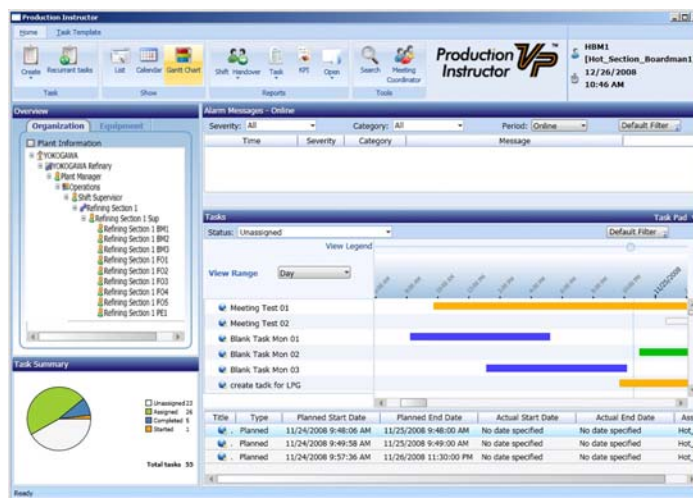 Production Instructor
Home Task Template
Create Recurrant tasks List Calendar Gantt Chart Shift Handover Task KPI Open Search Meeting Coordinator
Task Show Reports Tools
Production Instructor VP™
HBM1
[Hot_Section_Boardman1]
12/26/2008
10:46 AM
Overview
Organization Equipment
Plant Information
YOKOGAWA
YOKOGAWA Refinary
Plant Manager
Operations
Shift Supervisor
Refining Section 1
Refining Section 1 Sup
Refining Section 1 BM1
Refining Section 1 BM2
Refining Section 1 BM3
Refining Section 1 FO1
Refining Section 1 FO2
Refining Section 1 FO3
Refining Section 1 FO4
Refining Section 1 FO5
Refining Section 1 PE1
Task Summary
Unassigned 23
Assigned 26
Completed 5
Started 1
Total tasks 55
Alarm Messages - Online
Severity: All Category: All Period: Online Default Filter
Time Severity Category Message
Tasks Task Pad
Status: Unassigned Default Filter
View Legend
View Range Day
11/25/2008
Meeting Test 01
Meeting Test 02
Blank Task Mon 01
Blank Task Mon 02
Blank Task Mon 03
create tadk for LPG
Title Type Planned Start Date Planned End Date Actual Start Date Actual End Date
. Planned 11/24/2008 9:48:06 AM 11/25/2008 9:48:00 AM No date specified No date specified Hot_
. Planned 11/24/2008 9:49:58 AM 11/25/2008 9:49:00 AM No date specified No date specified Hot_
. Planned 11/24/2008 9:57:36 AM 11/26/2008 11:30:00 PM No date specified No date specified Hot_
Ready